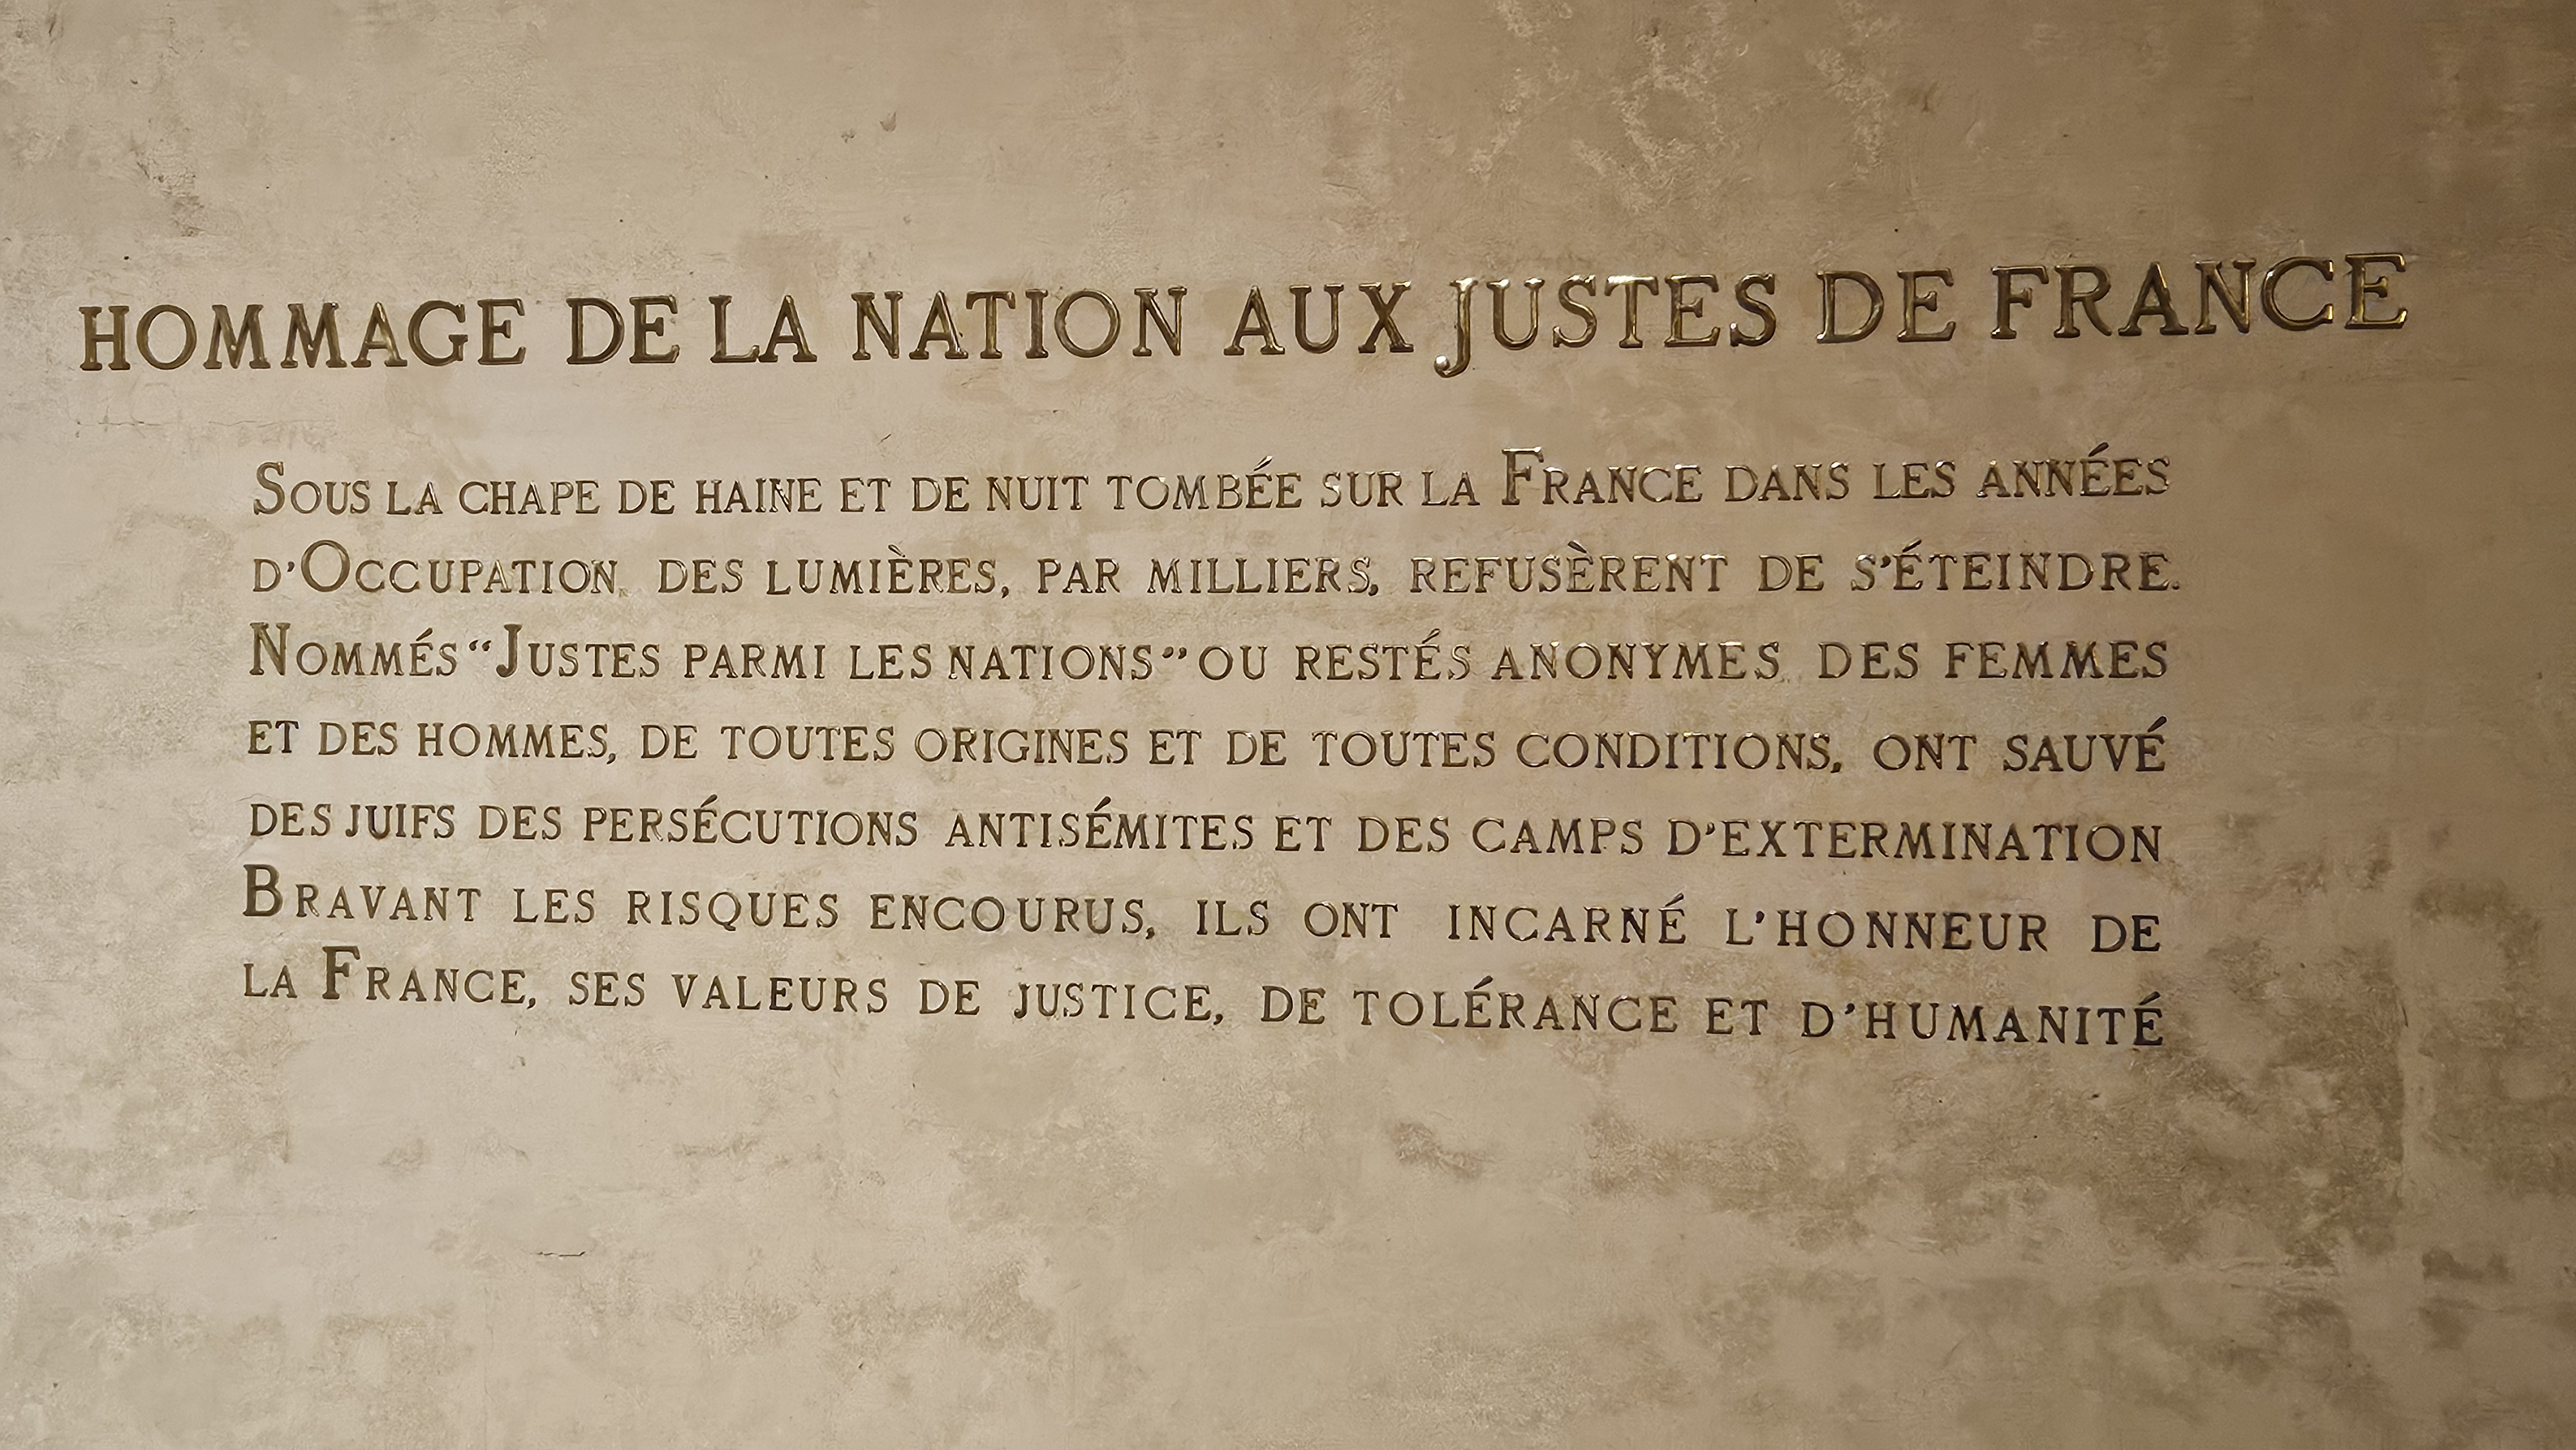 HOMMAGE DE LA NATION AUX JUSTES DE FRANCE
SOUS LA CHAPE DE HAINE ET DE NUIT TOMBÉE SUR LA FRANCE DANS LES ANNÉES
D'OCCUPATION, DES LUMIÈRES, PAR MILLIERS, REFUSÈRENT DE S'ÉTEINDRE.
NOMMÉS “JUSTES PARMI LES NATIONS” OU RESTÉS ANONYMES, DES FEMMES
ET DES HOMMES, DE TOUTES ORIGINES ET DE TOUTES CONDITIONS, ONT SAUVÉ
DES JUIFS DES PERSÉCUTIONS ANTISÉMITES ET DES CAMPS D'EXTERMINATION
BRAVANT LES RISQUES ENCOURUS, ILS ONT INCARNÉ L'HONNEUR DE
LA FRANCE, SES VALEURS DE JUSTICE, DE TOLÉRANCE ET D'HUMANITÉ